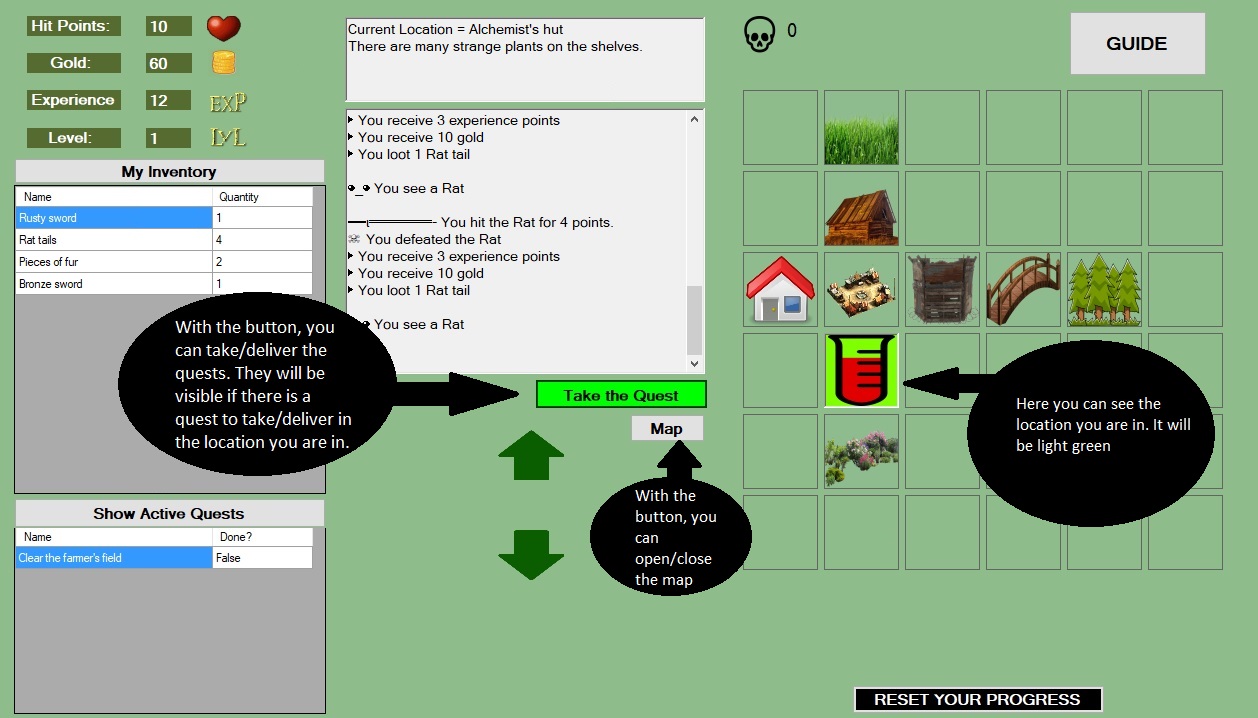 Hit Points: 10
Gold: 60
Experience 12
EXP
Level: 1
LVL
My Inventory
Name Quantity
Rusty sword 1
Rat tails 4
Pieces of fur 2
Bronze sword 1
With the button, you
can take/deliver the
quests. They will be
visible if there is a
quest to take/deliver in
the location you are in.
Show Active Quests
Name Done?
Clear the farmer's field False
Current Location = Alchemist's hut
There are many strange plants on the shelves.
You receive 3 experience points
You receive 10 gold
You loot 1 Rat tail
You see a Rat
You hit the Rat for 4 points.
You defeated the Rat
You receive 3 experience points
You receive 10 gold
You loot 1 Rat tail
You see a Rat
Take the Quest
Map
With the
button, you
can
open/close
the map
0
GUIDE
Here you can see the
location you are in. It will
be light green
RESET YOUR PROGRESS